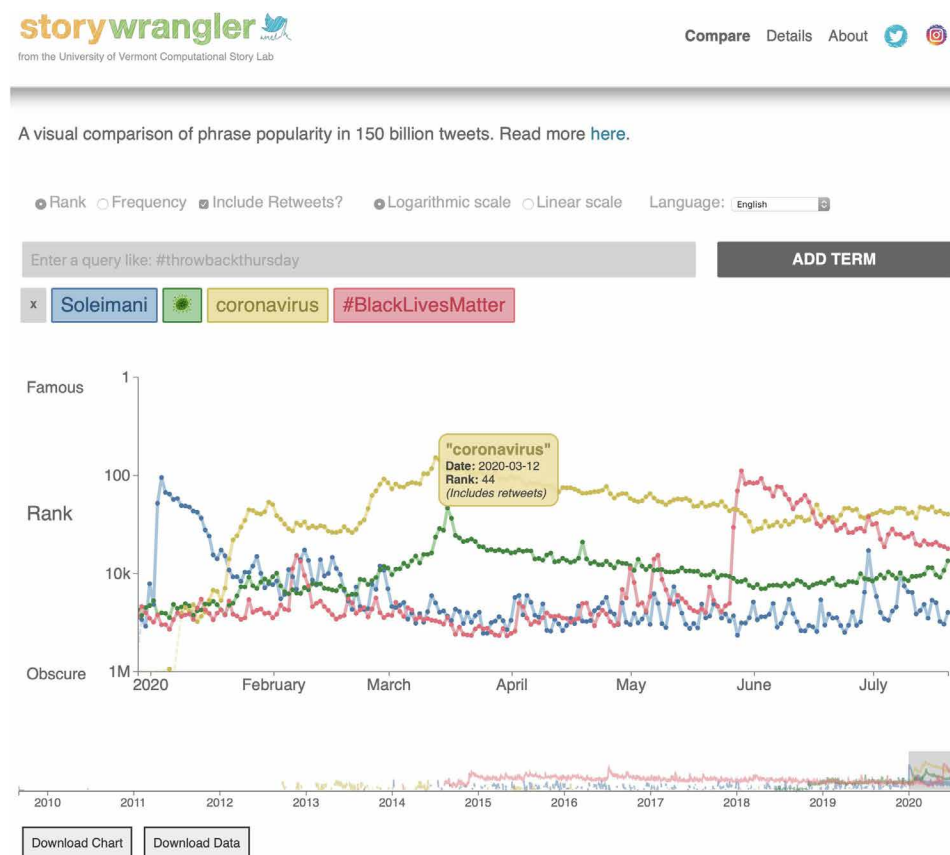 storywrangler
from the University of Vermont Computational Story Lab
Compare Details About
A visual comparison of phrase popularity in 150 billion tweets. Read more here.
Rank Frequency Include Retweets? Logarithmic scale Linear scale Language: English
Enter a query like: #throwbackthursday
ADD TERM
x Soleimani coronavirus #BlackLivesMatter
Famous
1
"coronavirus"
Date: 2020-03-12
Rank: 44
(Includes retweets)
100
Rank
10k
Obscure
1M
2020 February March April May June July
2010 2011 2012 2013 2014 2015 2016 2017 2018 2019 2020
Download Chart Download Data